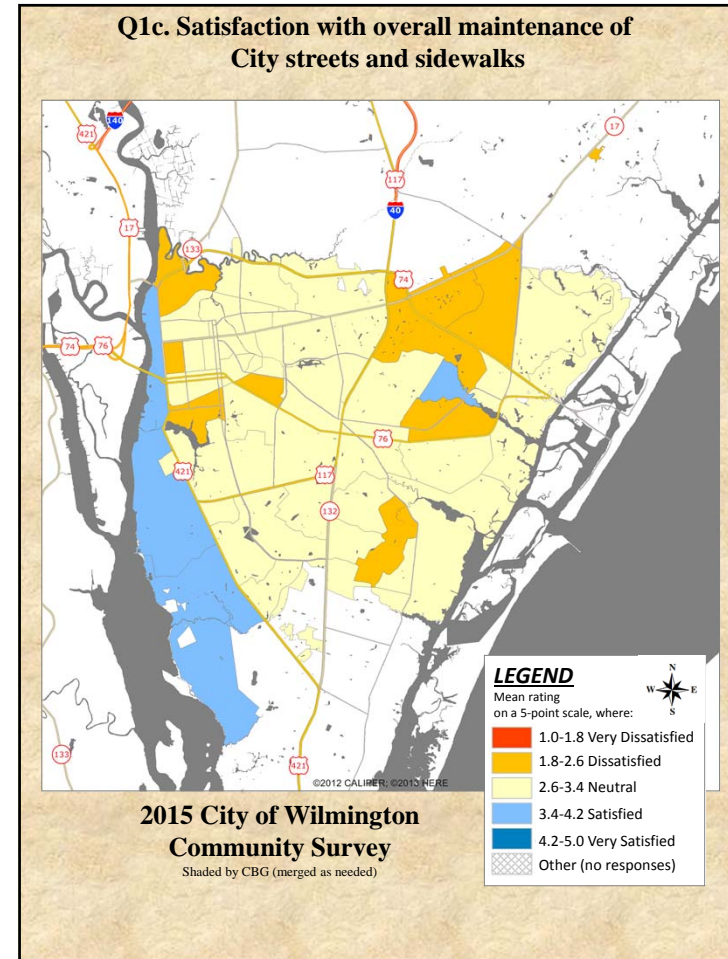 Q1c. Satisfaction with overall maintenance of
City streets and sidewalks
140
421
17
117
17
40
133
74
74
76
76
421
117
132
133
421
©2012 CALIPER; ©2013 HERE
LEGEND
Mean rating
on a 5-point scale, where:
N
W E
S
1.0-1.8 Very Dissatisfied
1.8-2.6 Dissatisfied
2.6-3.4 Neutral
3.4-4.2 Satisfied
4.2-5.0 Very Satisfied
Other (no responses)
2015 City of Wilmington
Community Survey
Shaded by CBG (merged as needed)